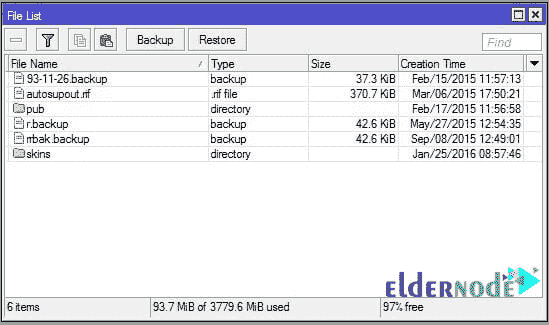 File List
Backup Restore Find
File Name Type Size Creation Time
93-11-26.backup backup 37.3 KiB Feb/15/2015 11:57:13
autosupout.rif .rif file 370.7 KiB Mar/06/2015 17:50:21
pub directory Feb/17/2015 11:56:58
r.backup backup 42.6 KiB May/27/2015 12:54:35
rrbak.backup backup 42.6 KiB Sep/08/2015 12:49:01
skins directory Jan/25/2016 08:57:46
ELDERNODE
6 items 93.7 MiB of 3779.6 MiB used 97% free